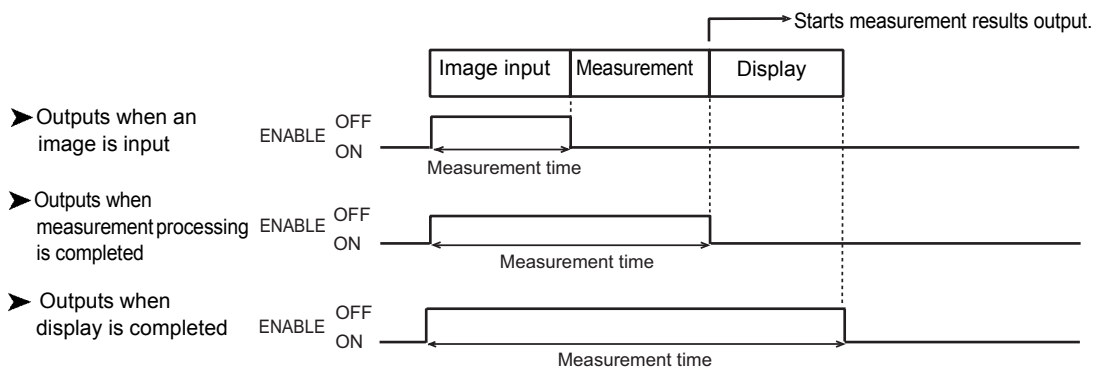 Starts measurement results output.
Image input Measurement Display
Outputs when an
image is input
ENABLE
OFF
ON
Measurement time
Outputs when
measurement processing
is completed
ENABLE
OFF
ON
Measurement time
Outputs when
display is completed
ENABLE
OFF
ON
Measurement time